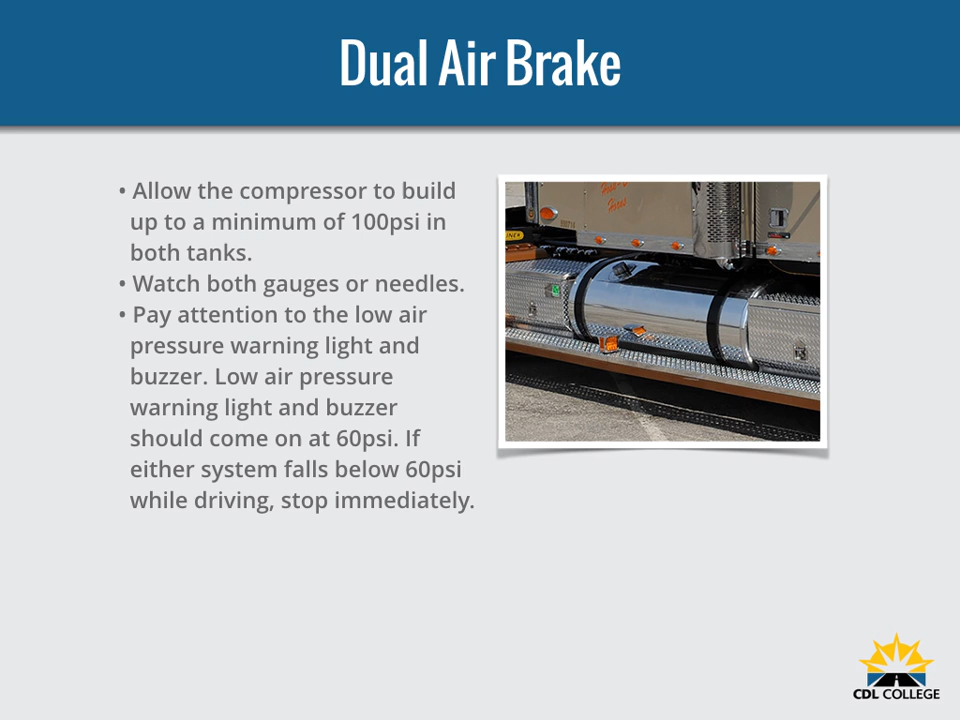 Dual Air Brake
• Allow the compressor to build
up to a minimum of 100psi in
both tanks.
• Watch both gauges or needles.
• Pay attention to the low air
pressure warning light and
buzzer. Low air pressure
warning light and buzzer
should come on at 60psi. If
either system falls below 60psi
while driving, stop immediately.
CDL COLLEGE